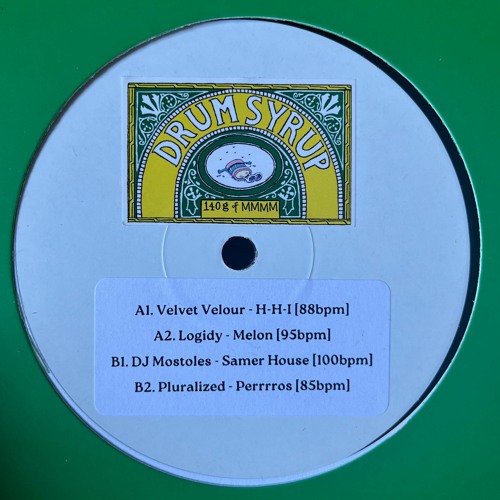 DRUM SYRUP
140g of MMMM
A1. Velvet Velour - H-H-I [88bpm]
A2. Logidy - Melon [95bpm]
B1. DJ Mostoles - Samer House [100bpm]
B2. Pluralized - Perrrros [85bpm]